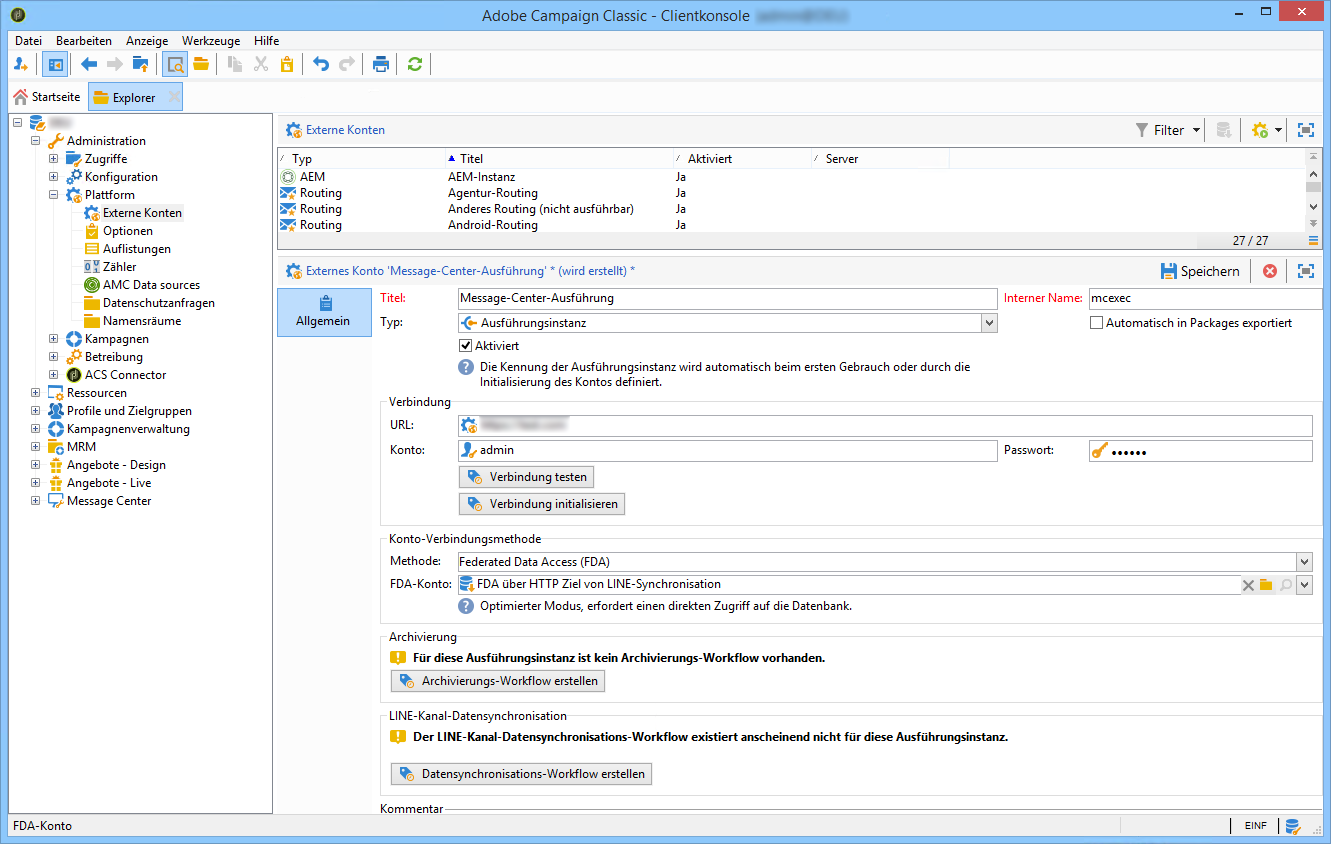 Adobe Campaign Classic - Clientkonsole
Datei Bearbeiten Anzeige Werkzeuge Hilfe
Startseite Explorer
Administration
Zugriffe
Konfiguration
Plattform
Externe Konten
Optionen
Auflistungen
Zähler
AMC Data sources
Datenschutzanfragen
Namensräume
Kampagnen
Betreibung
ACS Connector
Ressourcen
Profile und Zielgruppen
Kampagnenverwaltung
MRM
Angebote - Design
Angebote - Live
Message Center
Externe Konten Filter
Typ Titel Aktiviert Server
AEM AEM-Instanz Ja
Routing Agentur-Routing Ja
Routing Anderes Routing (nicht ausführbar) Ja
Routing Android-Routing Ja
27 / 27
Externes Konto 'Message-Center-Ausführung' * (wird erstellt) * Speichern
Allgemein
Titel: Message-Center-Ausführung Interner Name: mcexec
Typ: Ausführungsinstanz Automatisch in Packages exportiert
Aktiviert
Die Kennung der Ausführungsinstanz wird automatisch beim ersten Gebrauch oder durch die
Initialisierung des Kontos definiert.
Verbindung
URL:
Konto: admin Passwort: ••••••
Verbindung testen
Verbindung initialisieren
Konto-Verbindungsmethode
Methode: Federated Data Access (FDA)
FDA-Konto: FDA über HTTP Ziel von LINE-Synchronisation
Optimierter Modus, erfordert einen direkten Zugriff auf die Datenbank.
Archivierung
Für diese Ausführungsinstanz ist kein Archivierungs-Workflow vorhanden.
Archivierungs-Workflow erstellen
LINE-Kanal-Datensynchronisation
Der LINE-Kanal-Datensynchronisations-Workflow existiert anscheinend nicht für diese Ausführungsinstanz.
Datensynchronisations-Workflow erstellen
Kommentar
FDA-Konto EINF